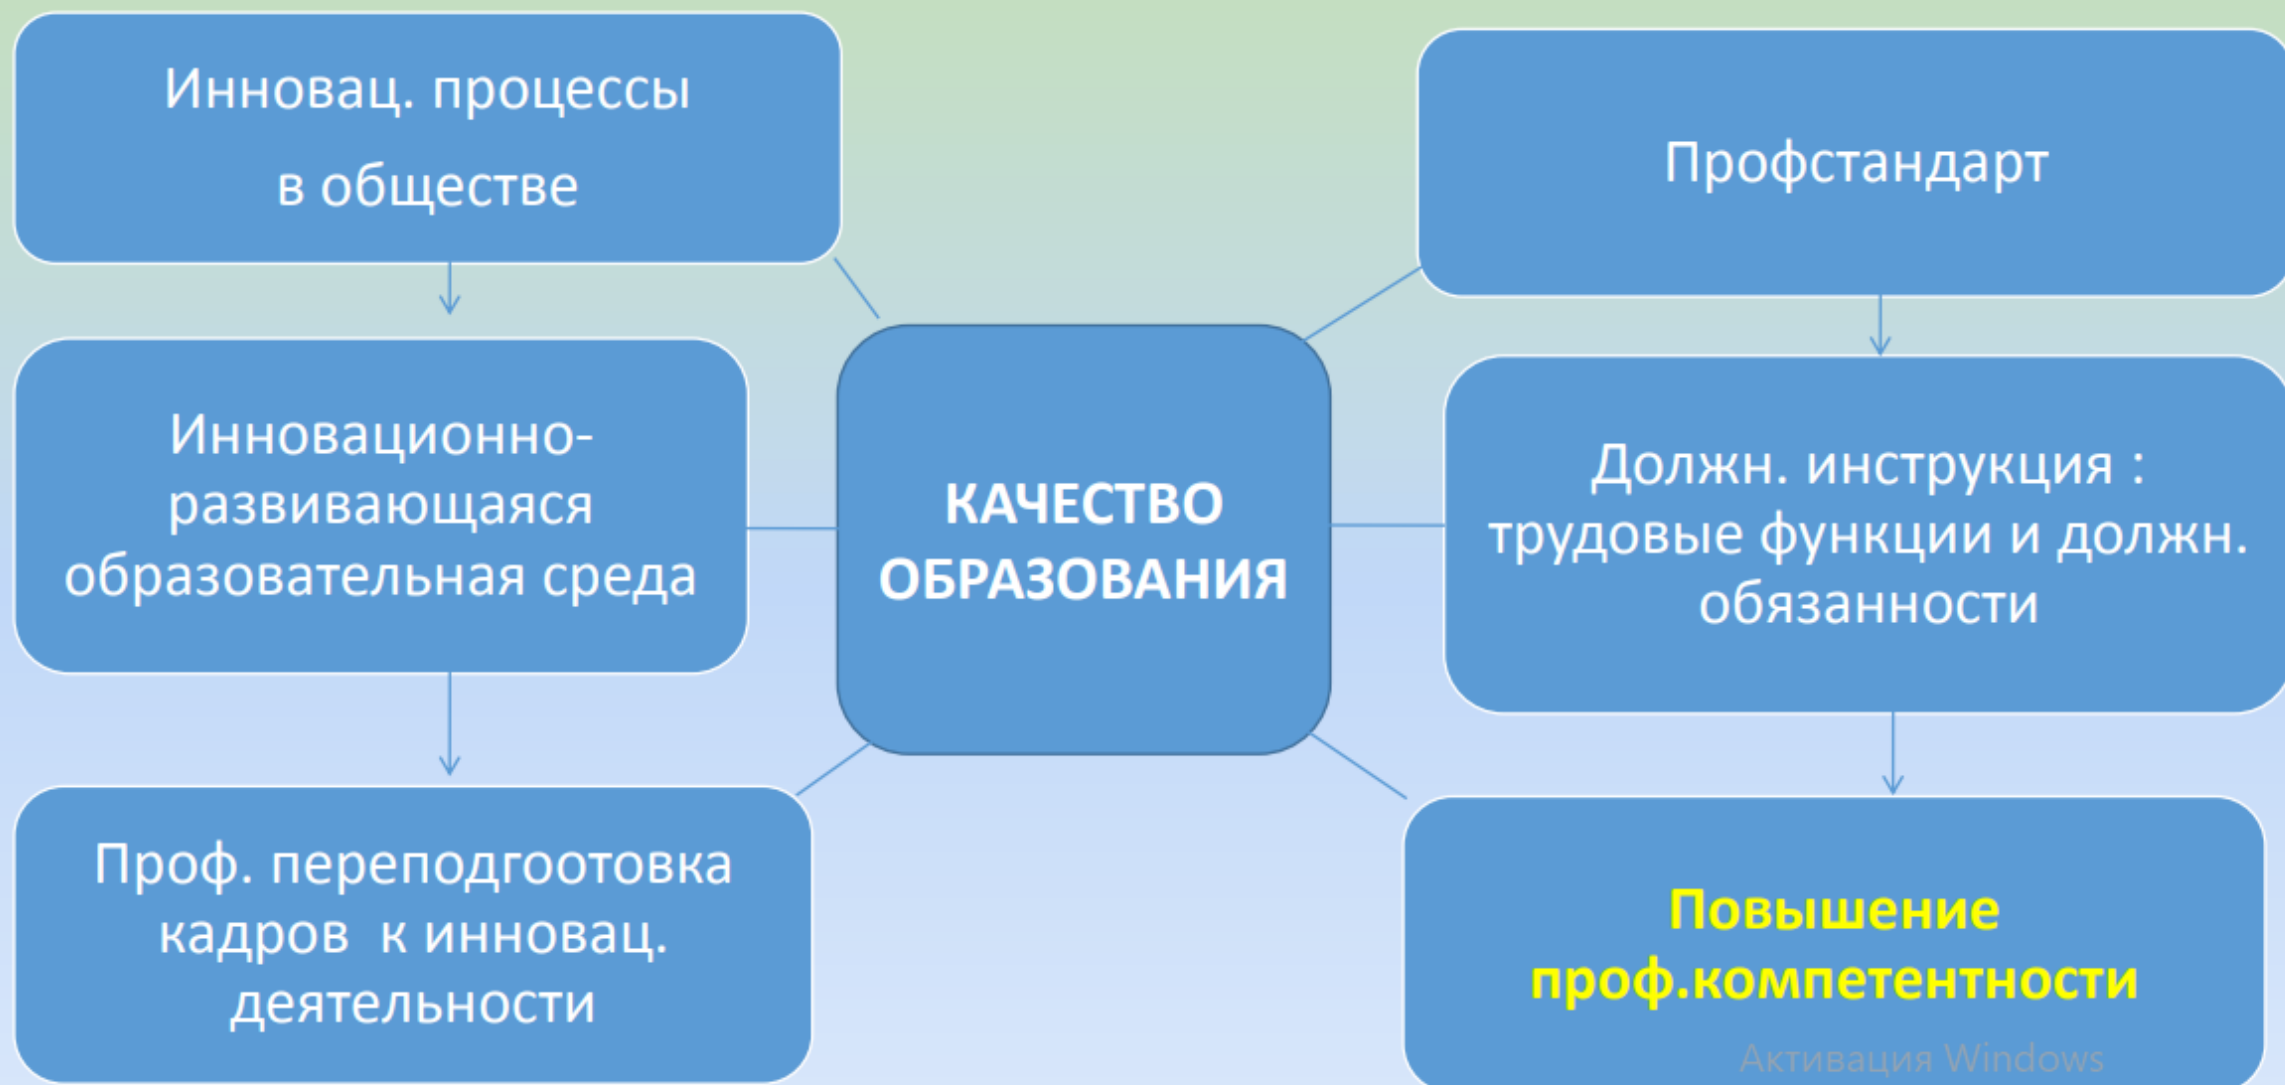 Инновац. процессы
в обществе
Профстандарт
Инновационно-
развивающаяся
образовательная среда
КАЧЕСТВО
ОБРАЗОВАНИЯ
Должн. инструкция :
трудовые функции и должн.
обязанности
Проф. переподгоотовка
кадров  к инновац.
деятельности
Повышение
проф.компетентности
Активация Windows